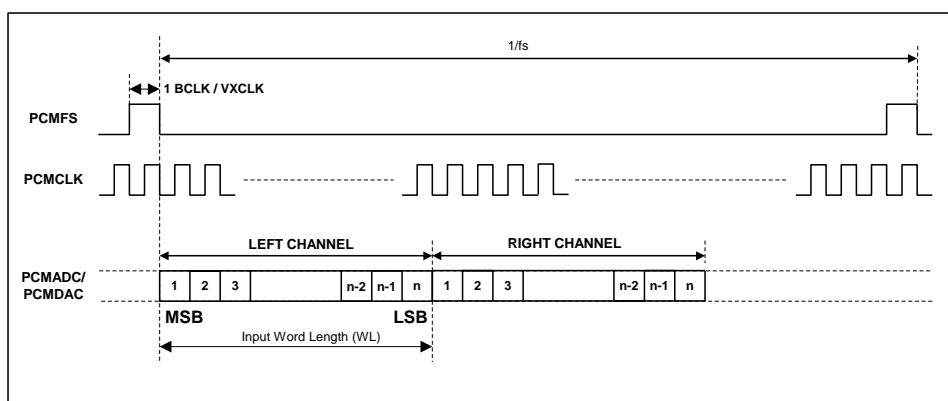 1/fs
1 BCLK / VXCLK
PCMFS
PCMCLK
LEFT CHANNEL
RIGHT CHANNEL
PCMADC/
PCMDAC
1 2 3 n-2 n-1 n 1 2 3 n-2 n-1 n
MSB LSB
Input Word Length (WL)